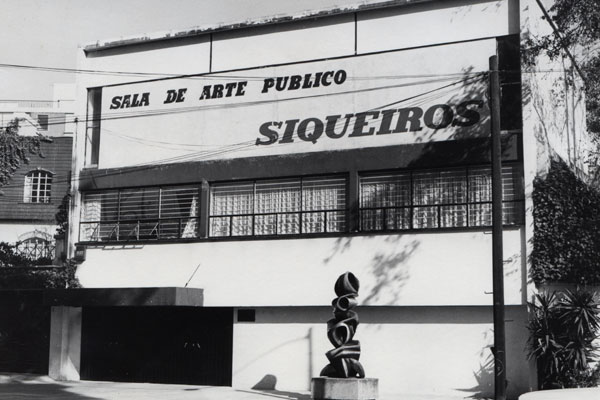 SALA DE ARTE PUBLICO
SIQUEIROS